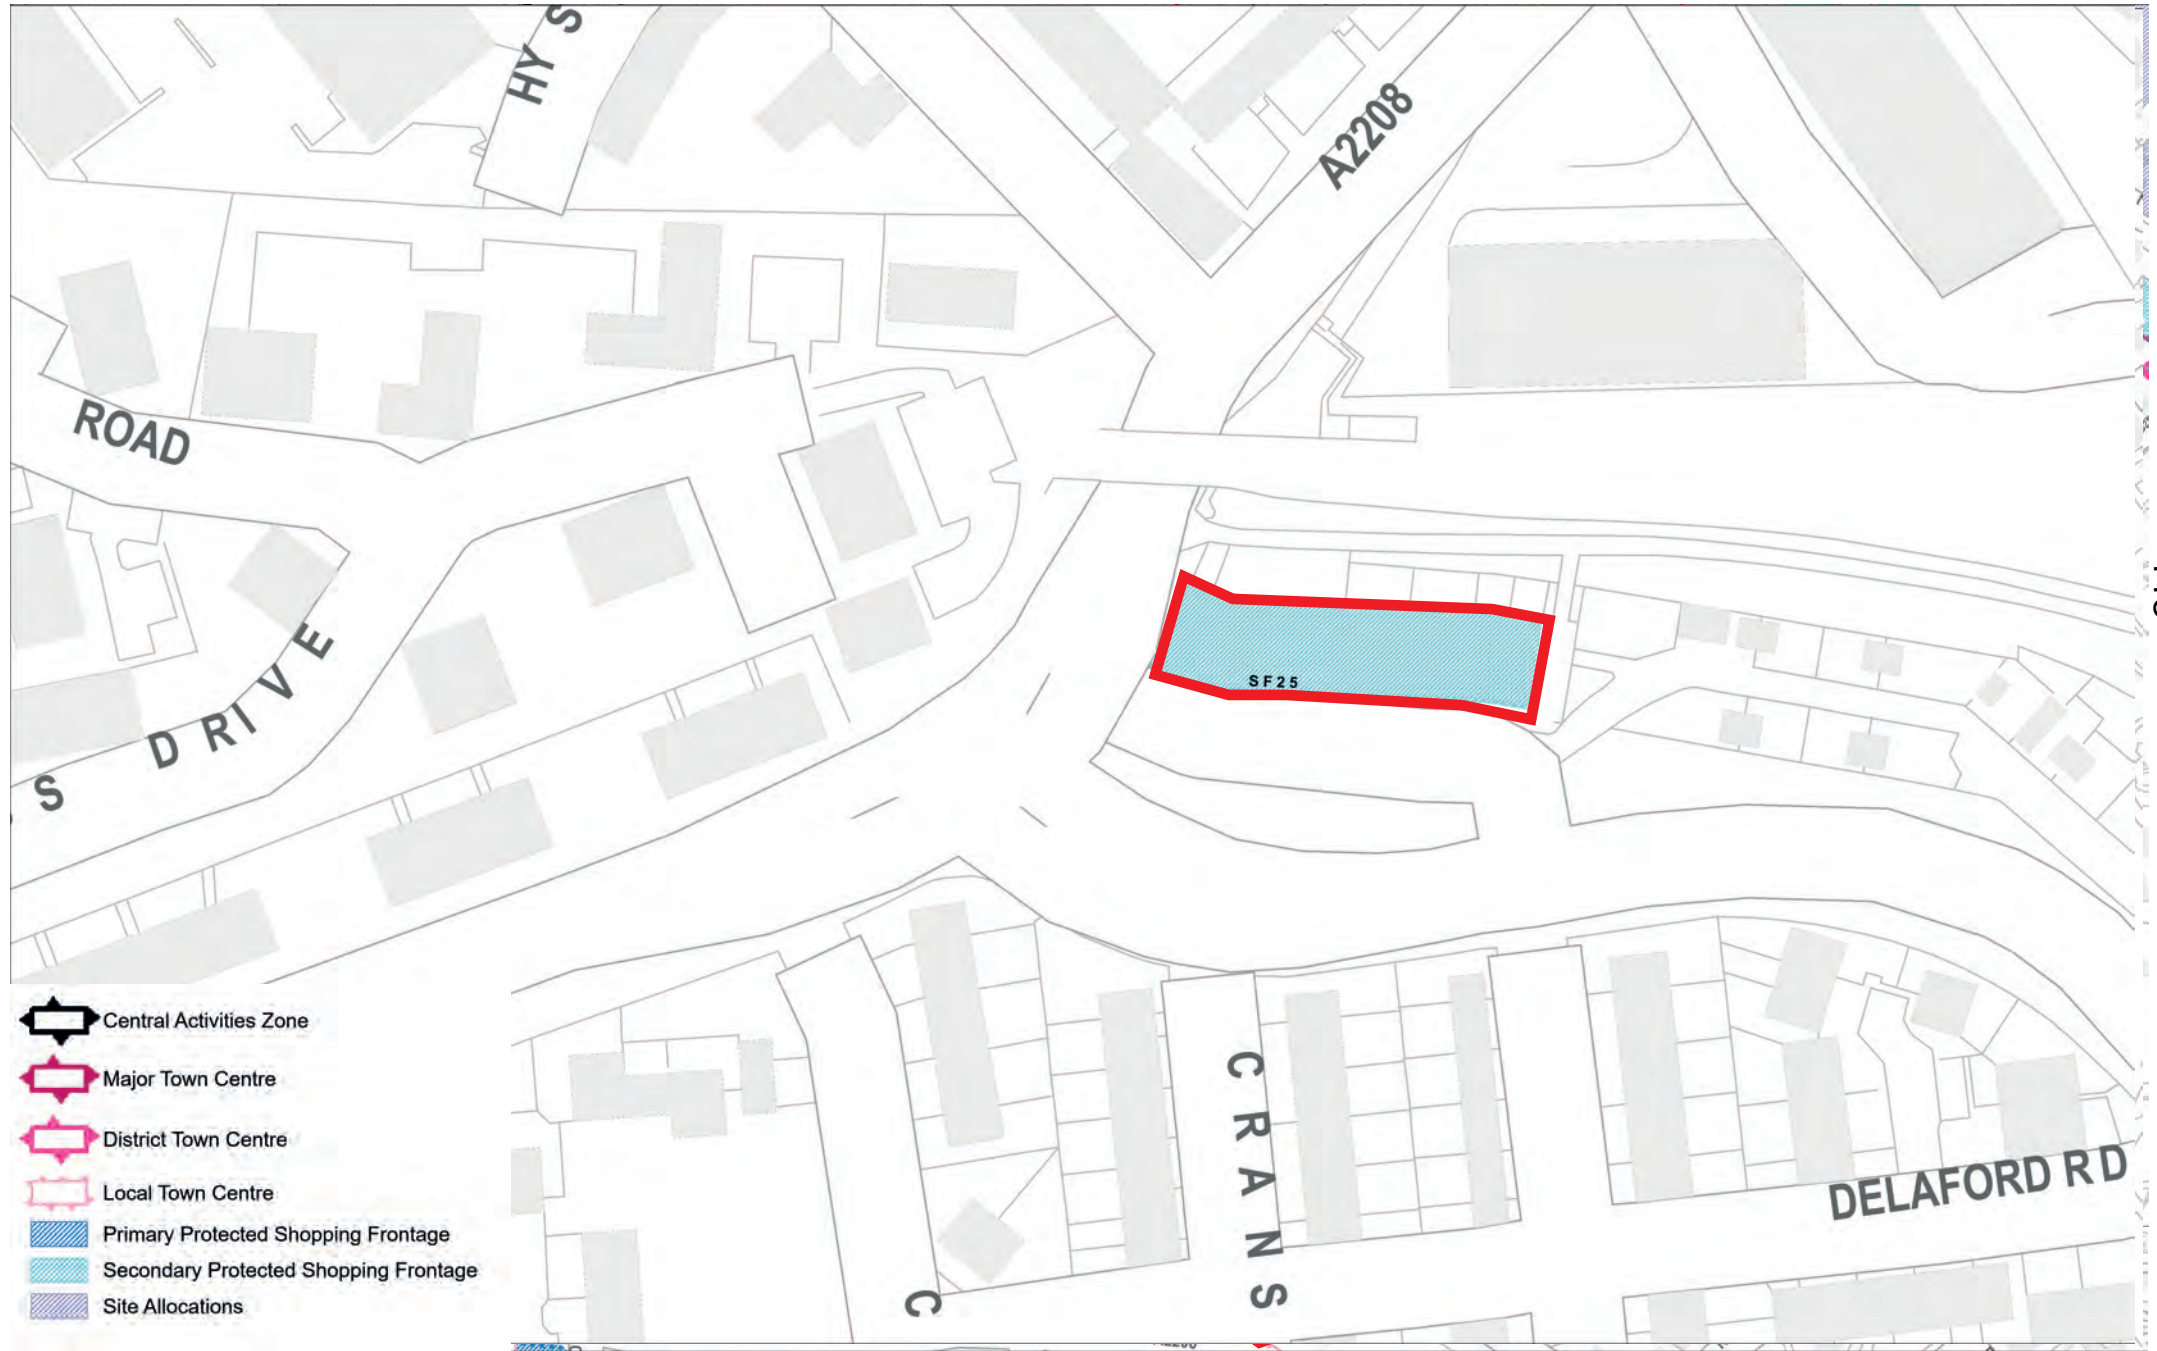 HY S
A2208
ROAD
S DRIVE
SF25
CRANS
C
DELAFORD RD
Central Activities Zone
Major Town Centre
District Town Centre
Local Town Centre
Primary Protected Shopping Frontage
Secondary Protected Shopping Frontage
Site Allocations